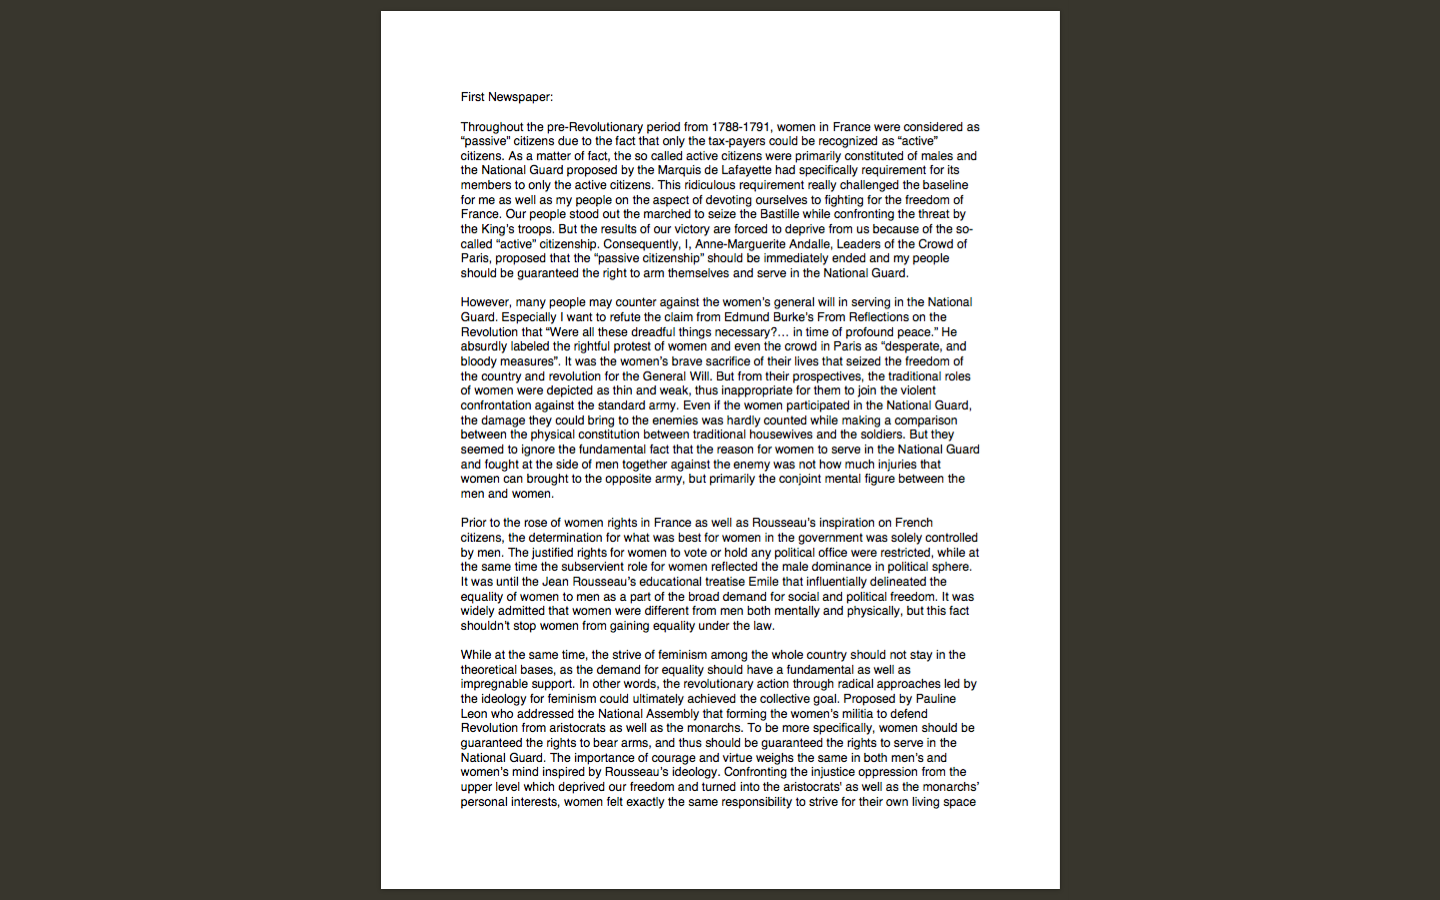 First Newspaper:
Throughout the pre-Revolutionary period from 1788-1791, women in France were considered as
“passive” citizens due to the fact that only the tax-payers could be recognized as “active”
citizens. As a matter of fact, the so called active citizens were primarily constituted of males and
the National Guard proposed by the Marquis de Lafayette had specifically requirement for its
members to only the active citizens. This ridiculous requirement really challenged the baseline
for me as well as my people on the aspect of devoting ourselves to fighting for the freedom of
France. Our people stood out the marched to seize the Bastille while confronting the threat by
the King’s troops. But the results of our victory are forced to deprive from us because of the so-
called “active” citizenship. Consequently, I, Anne-Marguerite Andalle, Leaders of the Crowd of
Paris, proposed that the “passive citizenship” should be immediately ended and my people
should be guaranteed the right to arm themselves and serve in the National Guard.
However, many people may counter against the women’s general will in serving in the National
Guard. Especially I want to refute the claim from Edmund Burke’s From Reflections on the
Revolution that “Were all these dreadful things necessary?… in time of profound peace.” He
absurdly labeled the rightful protest of women and even the crowd in Paris as “desperate, and
bloody measures”. It was the women’s brave sacrifice of their lives that seized the freedom of
the country and revolution for the General Will. But from their prospectives, the traditional roles
of women were depicted as thin and weak, thus inappropriate for them to join the violent
confrontation against the standard army. Even if the women participated in the National Guard,
the damage they could bring to the enemies was hardly counted while making a comparison
between the physical constitution between traditional housewives and the soldiers. But they
seemed to ignore the fundamental fact that the reason for women to serve in the National Guard
and fought at the side of men together against the enemy was not how much injuries that
women can brought to the opposite army, but primarily the conjoint mental figure between the
men and women.
Prior to the rose of women rights in France as well as Rousseau’s inspiration on French
citizens, the determination for what was best for women in the government was solely controlled
by men. The justified rights for women to vote or hold any political office were restricted, while at
the same time the subservient role for women reflected the male dominance in political sphere.
It was until the Jean Rousseau’s educational treatise Emile that influentially delineated the
equality of women to men as a part of the broad demand for social and political freedom. It was
widely admitted that women were different from men both mentally and physically, but this fact
shouldn’t stop women from gaining equality under the law.
While at the same time, the strive of feminism among the whole country should not stay in the
theoretical bases, as the demand for equality should have a fundamental as well as
impregnable support. In other words, the revolutionary action through radical approaches led by
the ideology for feminism could ultimately achieved the collective goal. Proposed by Pauline
Leon who addressed the National Assembly that forming the women’s militia to defend
Revolution from aristocrats as well as the monarchs. To be more specifically, women should be
guaranteed the rights to bear arms, and thus should be guaranteed the rights to serve in the
National Guard. The importance of courage and virtue weighs the same in both men’s and
women’s mind inspired by Rousseau’s ideology. Confronting the injustice oppression from the
upper level which deprived our freedom and turned into the aristocrats’ as well as the monarchs’
personal interests, women felt exactly the same responsibility to strive for their own living space